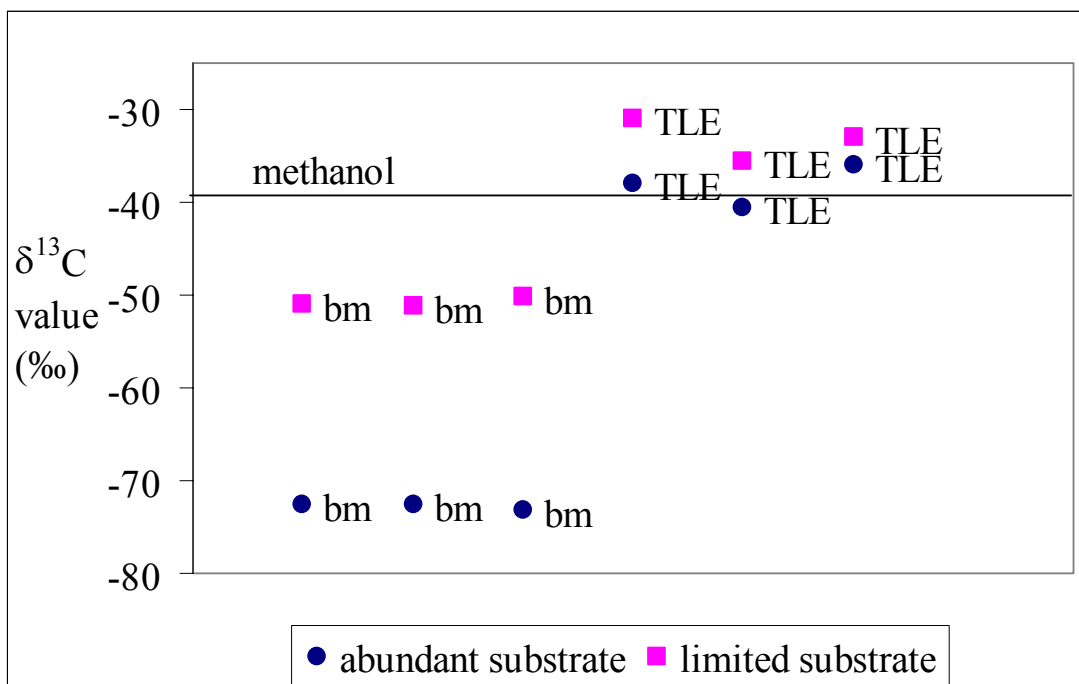 -30
-40
-50
-60
-70
-80
δ¹³C
value
(‰)
methanol
TLE
TLE
TLE
TLE
TLE
TLE
bm
bm
bm
bm
bm
bm
abundant substrate
limited substrate